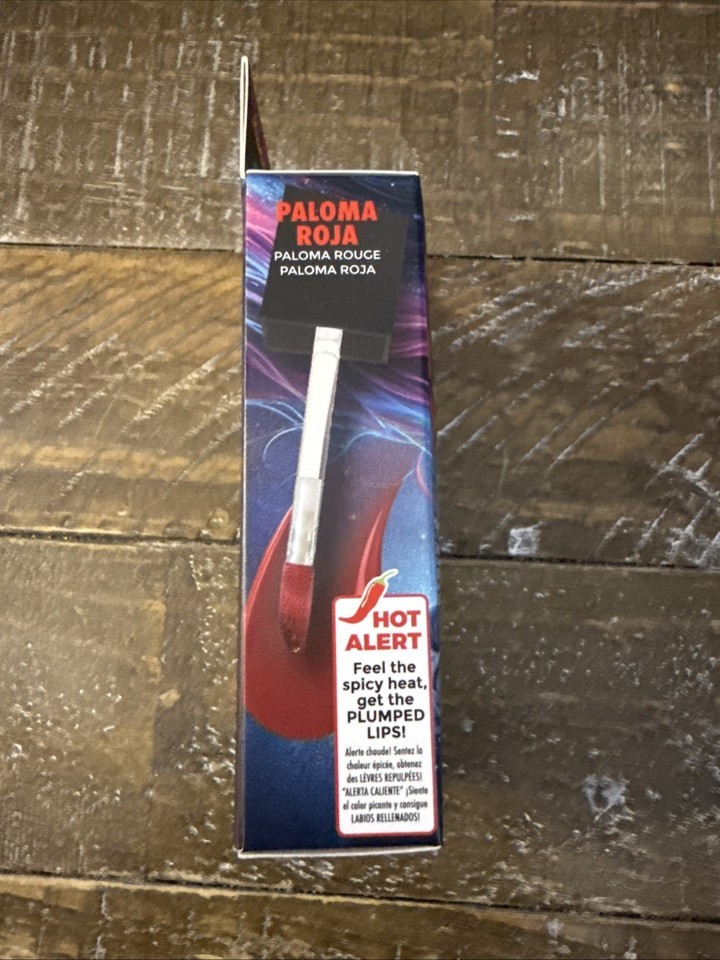 PALOMA
ROJA
PALOMA ROUGE
PALOMA ROJA
HOT
ALERT
Feel the
spicy heat,
get the
PLUMPED
LIPS!
Alerte chaude! Sentez la
chaleur épicée, obtenez
des LÈVRES REPULPÉES!
"ALERTA CALIENTE" ¡Siente
el calor picante y consigue
LABIOS RELLENADOS!